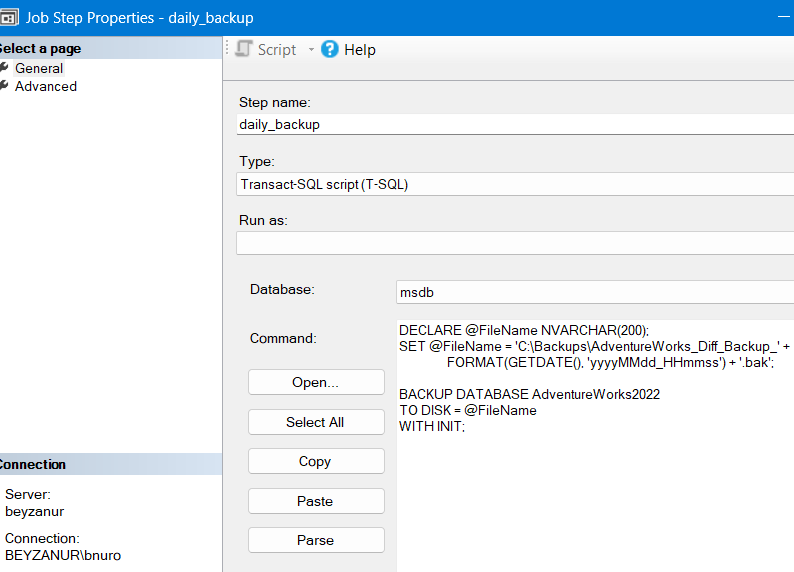 Job Step Properties - daily_backup
Select a page
General
Advanced
Script
Help
Step name:
daily_backup
Type:
Transact-SQL script (T-SQL)
Run as:
Database:
msdb
Command:
DECLARE @FileName NVARCHAR(200);
SET @FileName = 'C:\Backups\AdventureWorks_Diff_Backup_' +
FORMAT(GETDATE(), 'yyyyMMdd_HHmmss') + '.bak';
BACKUP DATABASE AdventureWorks2022
TO DISK = @FileName
WITH INIT;
Open...
Select All
Copy
Paste
Parse
Connection
Server:
beyzanur
Connection:
BEYZANUR\bnuro